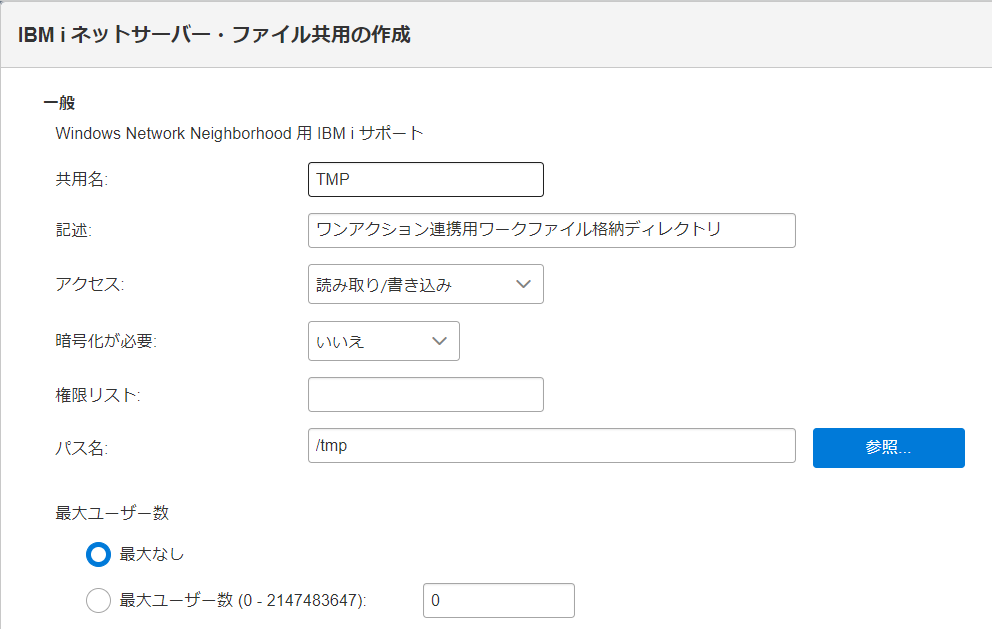 IBM i ネットサーバー・ファイル共用の作成
一般
Windows Network Neighborhood 用 IBM i サポート
共用名: TMP
記述: ワンアクション連携用ワークファイル格納ディレクトリ
アクセス: 読み取り/書き込み
暗号化が必要: いいえ
権限リスト:
パス名: /tmp 参照...
最大ユーザー数
最大なし
最大ユーザー数 (0 - 2147483647): 0